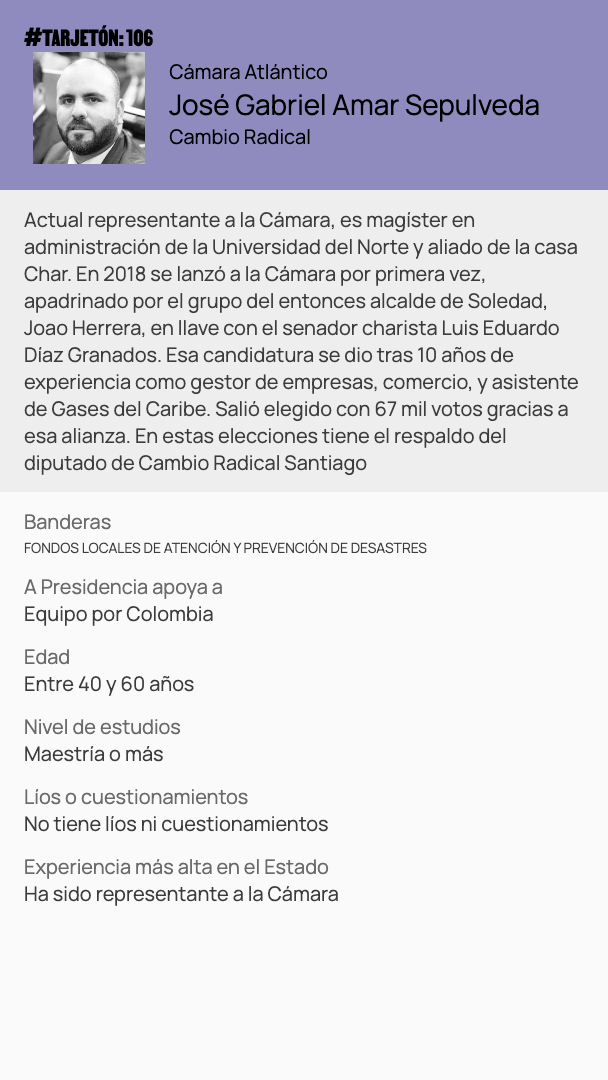 #TARJETÓN: 106
Cámara Atlántico
José Gabriel Amar Sepulveda
Cambio Radical
Actual representante a la Cámara, es magíster en
administración de la Universidad del Norte y aliado de la casa
Char. En 2018 se lanzó a la Cámara por primera vez,
apadrinado por el grupo del entonces alcalde de Soledad,
Joao Herrera, en llave con el senador charista Luis Eduardo
Díaz Granados. Esa candidatura se dio tras 10 años de
experiencia como gestor de empresas, comercio, y asistente
de Gases del Caribe. Salió elegido con 67 mil votos gracias a
esa alianza. En estas elecciones tiene el respaldo del
diputado de Cambio Radical Santiago
Banderas
FONDOS LOCALES DE ATENCIÓN Y PREVENCIÓN DE DESASTRES
A Presidencia apoya a
Equipo por Colombia
Edad
Entre 40 y 60 años
Nivel de estudios
Maestría o más
Líos o cuestionamientos
No tiene líos ni cuestionamientos
Experiencia más alta en el Estado
Ha sido representante a la Cámara